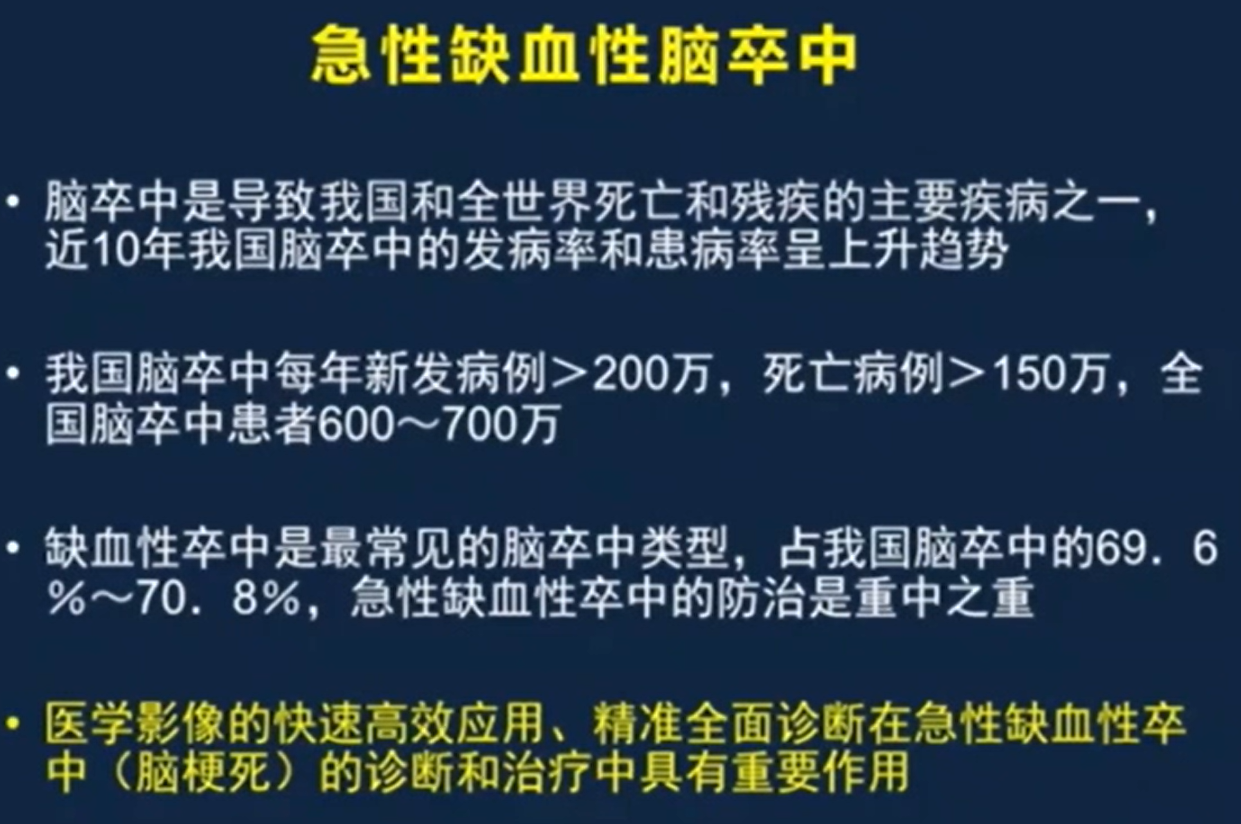 急性缺血性脑卒中
• 脑卒中是导致我国和全世界死亡和残疾的主要疾病之一，
近10年我国脑卒中的发病率和患病率呈上升趋势
• 我国脑卒中每年新发病例＞200万，死亡病例＞150万，全
国脑卒中患者600～700万
• 缺血性卒中是最常见的脑卒中类型，占我国脑卒中的69．6
％～70．8％，急性缺血性卒中的防治是重中之重
• 医学影像的快速高效应用、精准全面诊断在急性缺血性卒
中（脑梗死）的诊断和治疗中具有重要作用